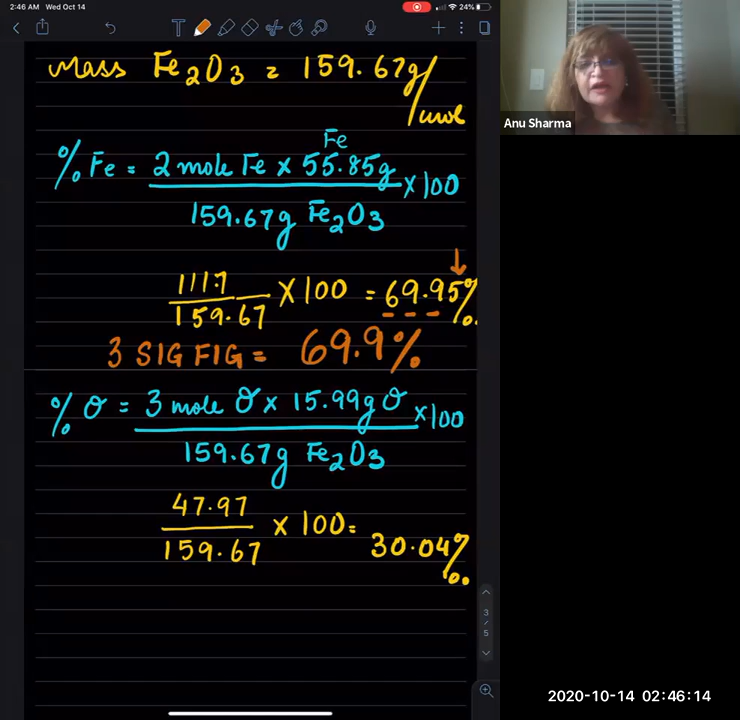 2:46 AM Wed Oct 14
24%
Mass Fe2O3 = 159.67g/mol
Anu Sharma
% Fe = 2 mole Fe x 55.85g Fe x 100
159.67g Fe2O3
111.7 x 100 = 69.95%
159.67
3 SIG FIG = 69.9%
% O = 3 mole O x 15.99g O x 100
159.67g Fe2O3
47.97 x 100 = 30.04%
159.67
3
/
5
2020-10-14 02:46:14